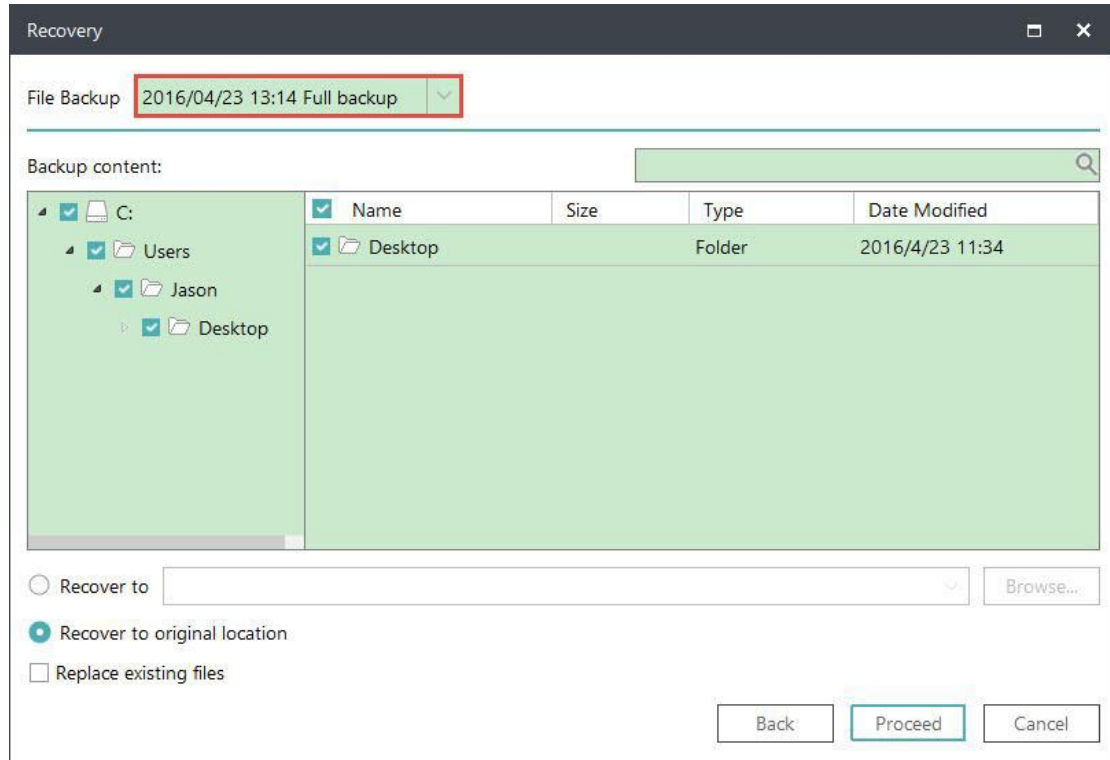 Recovery
File Backup 2016/04/23 13:14 Full backup
Backup content:
C:
Users
Jason
Desktop
Name Size Type Date Modified
Desktop Folder 2016/4/23 11:34
Recover to Browse...
Recover to original location
Replace existing files
Back Proceed Cancel